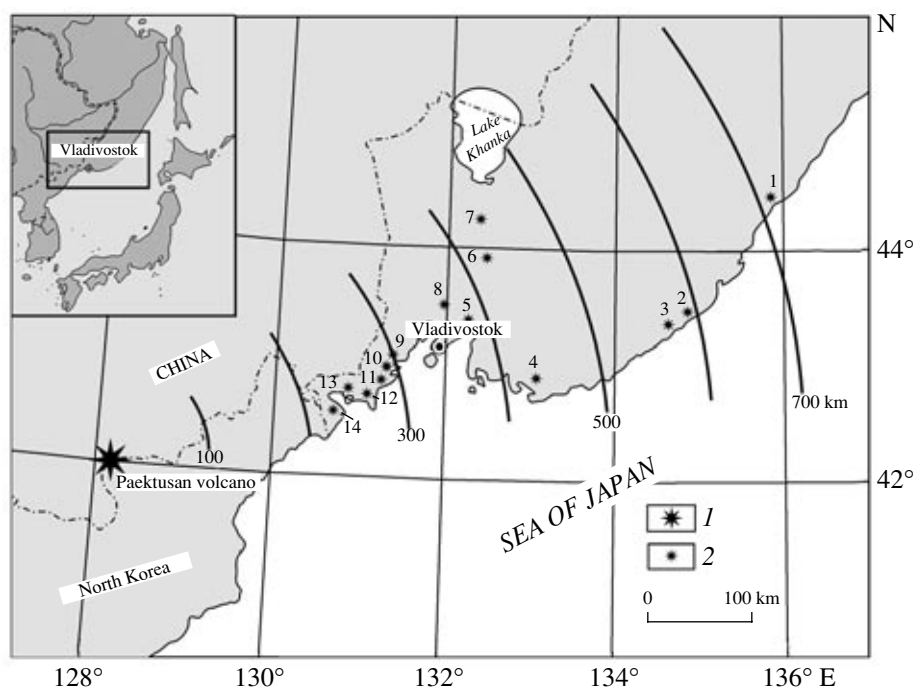 N
Vladivostok
Lake
Khanka
1
7
44°
6
8
5
2
3
Vladivostok
9
10
4
CHINA
13
11
12
700 km
14
300
500
100
42°
Paektusan volcano
SEA OF JAPAN
1
2
North Korea
0
100 km
128°
130°
132°
134°
136° E